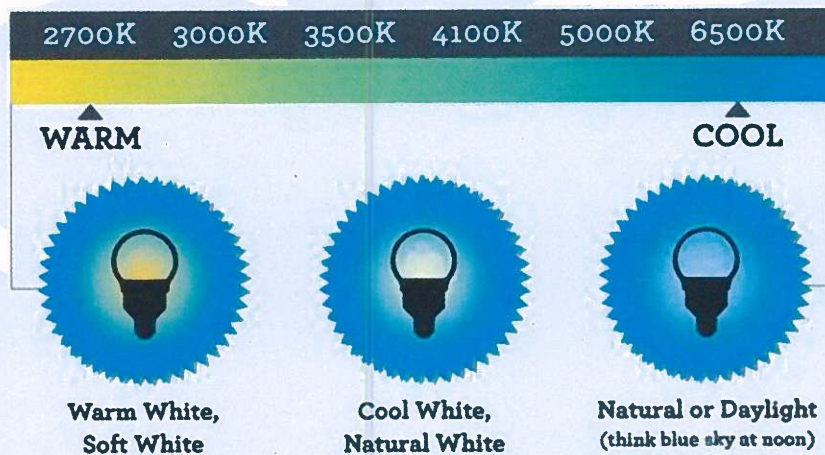 2700K 3000K 3500K 4100K 5000K 6500K
WARM COOL
Warm White,
Soft White
Cool White,
Natural White
Natural or Daylight
(think blue sky at noon)